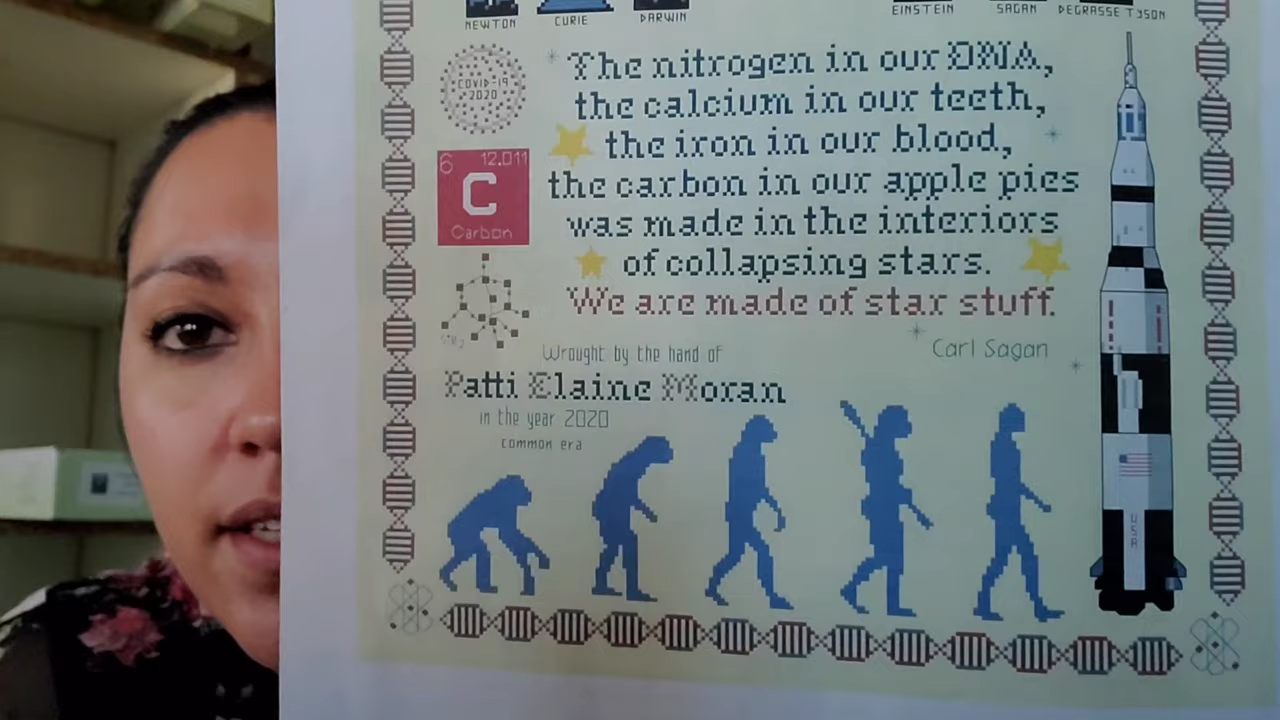 NEWTON CURIE DARWIN EINSTEIN SAGAN DEGRASSE TYSON
COVID-19
2020
The nitrogen in our DNA,
the calcium in our teeth,
the iron in our blood,
the carbon in our apple pies
was made in the interiors
of collapsing stars.
We are made of star stuff.
Carl Sagan
6 12.011
C
Carbon
Wrought by the hand of
Patti Elaine Moran
in the year 2020
common era
USA